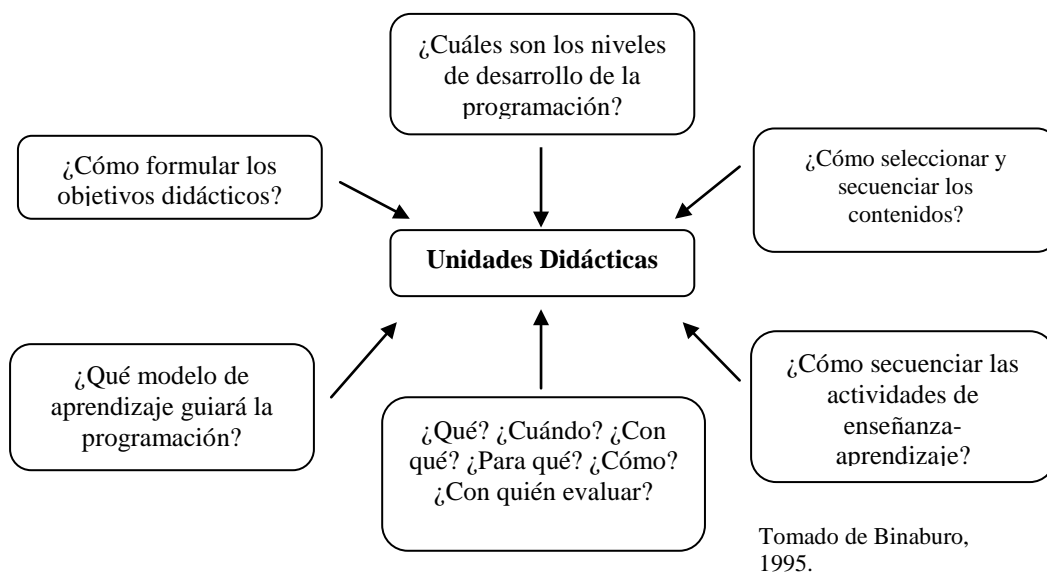 ¿Cuáles son los niveles
de desarrollo de la
programación?
¿Cómo formular los
objetivos didácticos?
¿Cómo seleccionar y
secuenciar los
contenidos?
Unidades Didácticas
¿Qué modelo de
aprendizaje guiará la
programación?
¿Qué? ¿Cuándo? ¿Con
qué? ¿Para qué? ¿Cómo?
¿Con quién evaluar?
¿Cómo secuenciar las
actividades de
enseñanza-
aprendizaje?
Tomado de Binaburo,
1995.